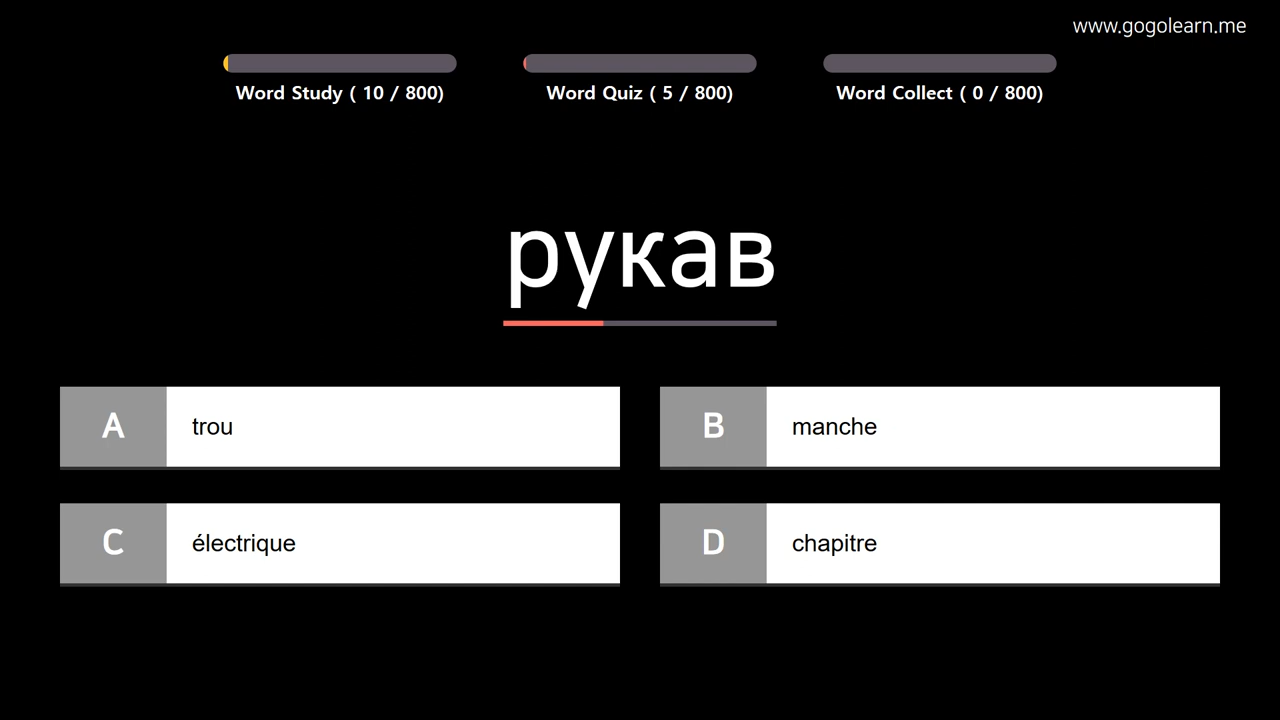 www.gogolearn.me
Word Study ( 10 / 800)
Word Quiz ( 5 / 800)
Word Collect ( 0 / 800)
рукав
A
trou
B
manche
C
électrique
D
chapitre